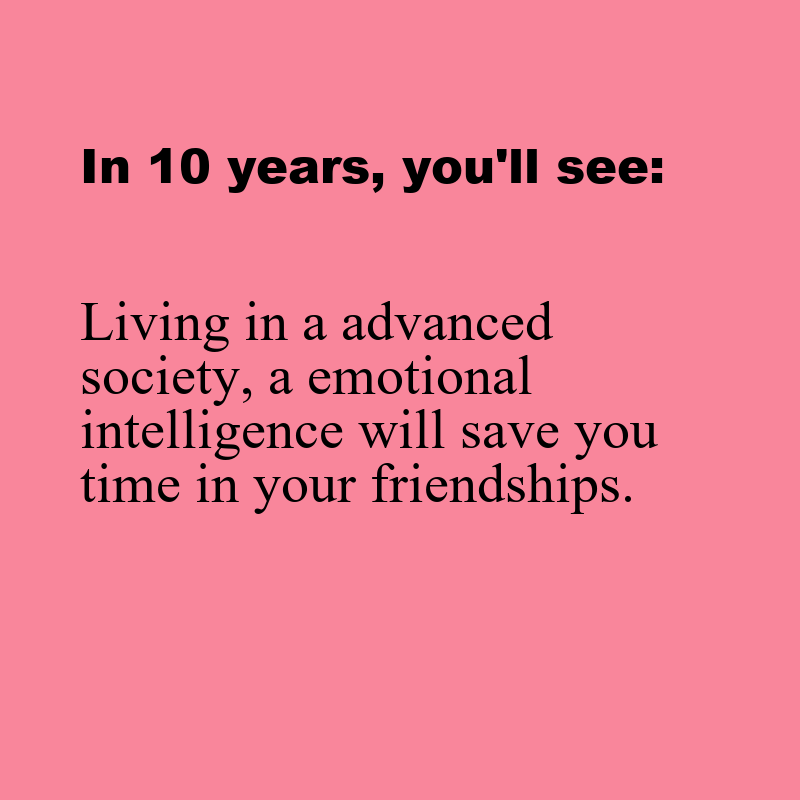 In 10 years, you'll see:
Living in a advanced
society, a emotional
intelligence will save you
time in your friendships.